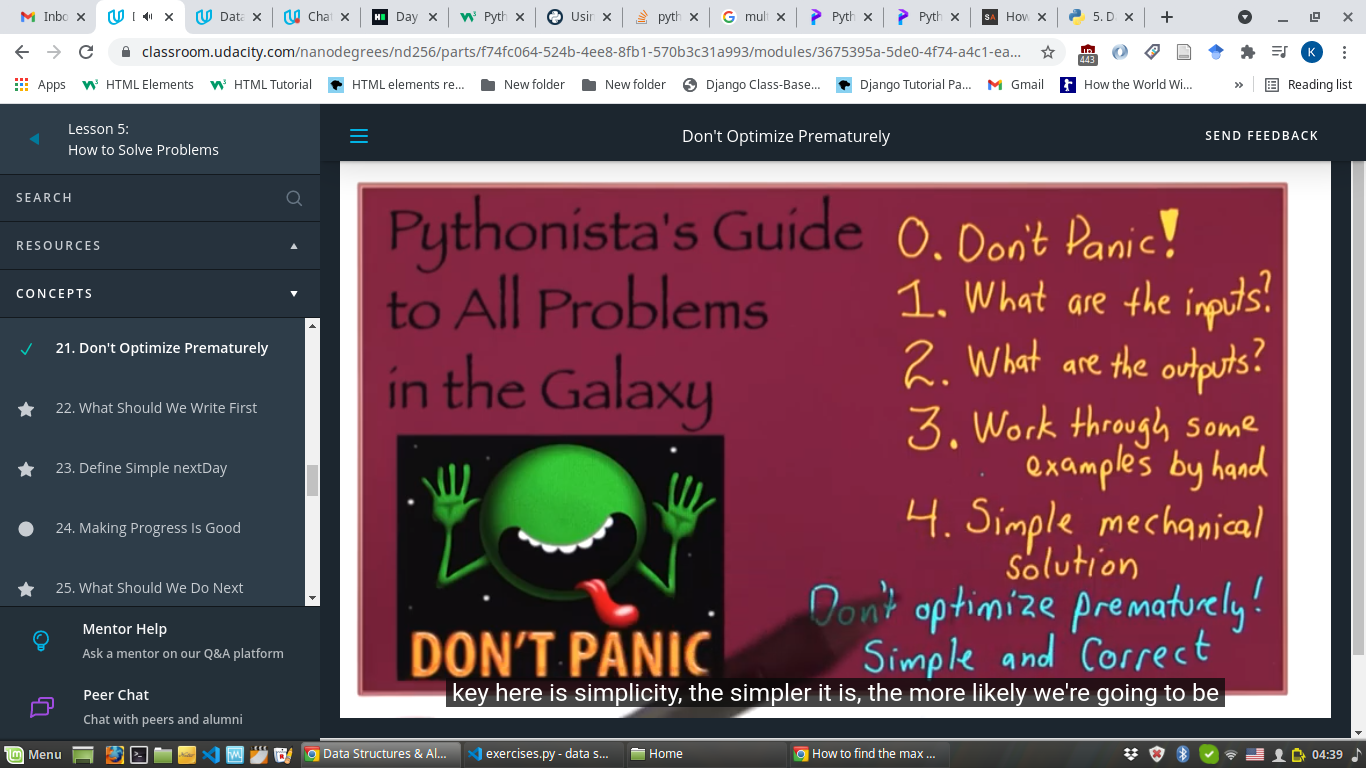 Inbo
D
Data
Chat
Day
Pyth
Usin
pyth
mult
Pyth
Pyth
How
5. D
classroom.udacity.com/nanodegrees/nd256/parts/f74fc064-524b-4ee8-8fb1-570b3c31a993/modules/3675395a-5de0-4f74-a4c1-ea...
443
K
Apps
HTML Elements
HTML Tutorial
HTML elements re...
New folder
New folder
Django Class-Base...
Django Tutorial Pa...
Gmail
How the World Wi...
»
Reading list
Lesson 5:
How to Solve Problems
SEARCH
RESOURCES
CONCEPTS
21. Don't Optimize Prematurely
22. What Should We Write First
23. Define Simple nextDay
24. Making Progress Is Good
25. What Should We Do Next
Mentor Help
Ask a mentor on our Q&A platform
Peer Chat
Chat with peers and alumni
Don't Optimize Prematurely
SEND FEEDBACK
Pythonista's Guide
to All Problems
in the Galaxy
DON'T PANIC
0. Don't Panic!
1. What are the inputs?
2. What are the outputs?
3. Work through some
examples by hand
4. Simple mechanical
solution
Don't optimize prematurely!
Simple and Correct
key here is simplicity, the simpler it is, the more likely we're going to be
Menu
Data Structures & Al...
exercises.py - data s...
Home
How to find the max ...
04:39